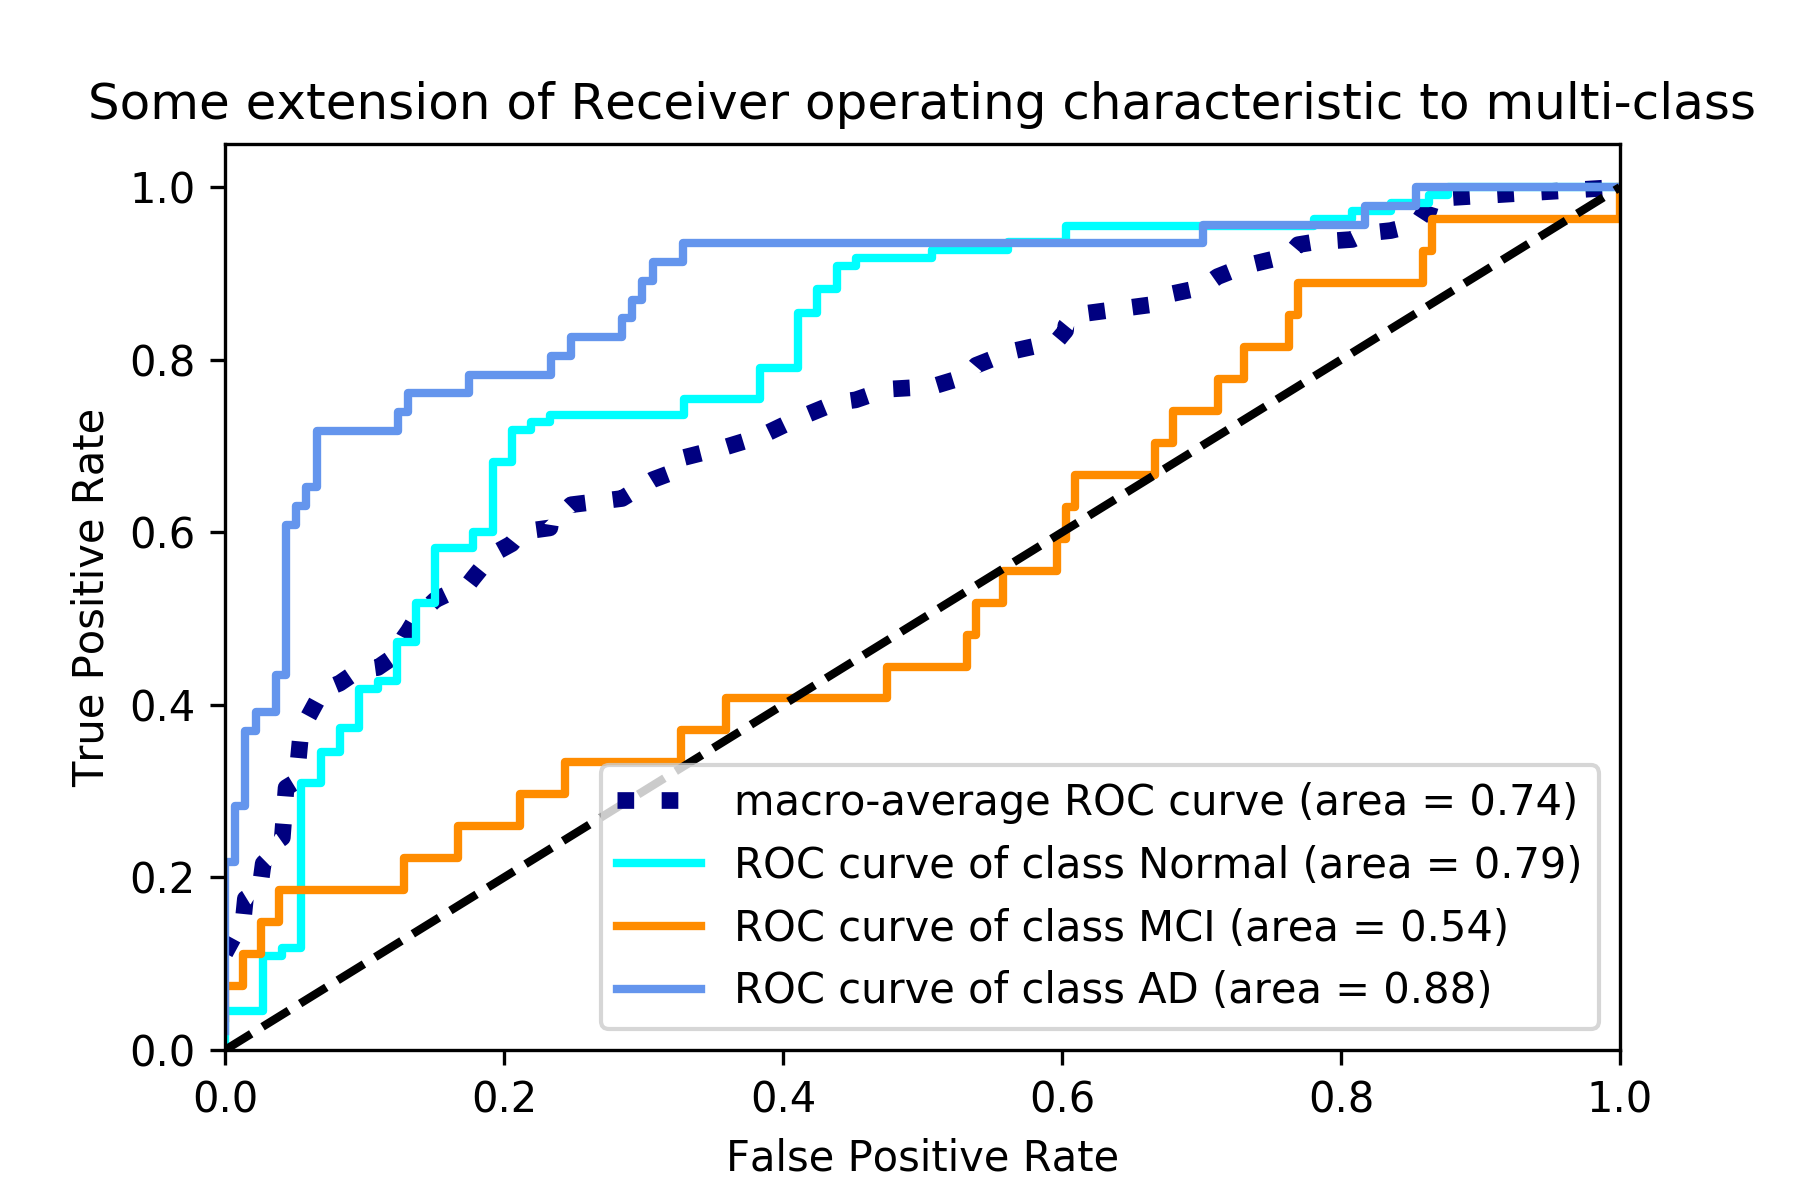 Some extension of Receiver operating characteristic to multi-class
True Positive Rate
1.0
0.8
0.6
0.4
0.2
0.0
macro-average ROC curve (area = 0.74)
ROC curve of class Normal (area = 0.79)
ROC curve of class MCI (area = 0.54)
ROC curve of class AD (area = 0.88)
0.0 0.2 0.4 0.6 0.8 1.0
False Positive Rate